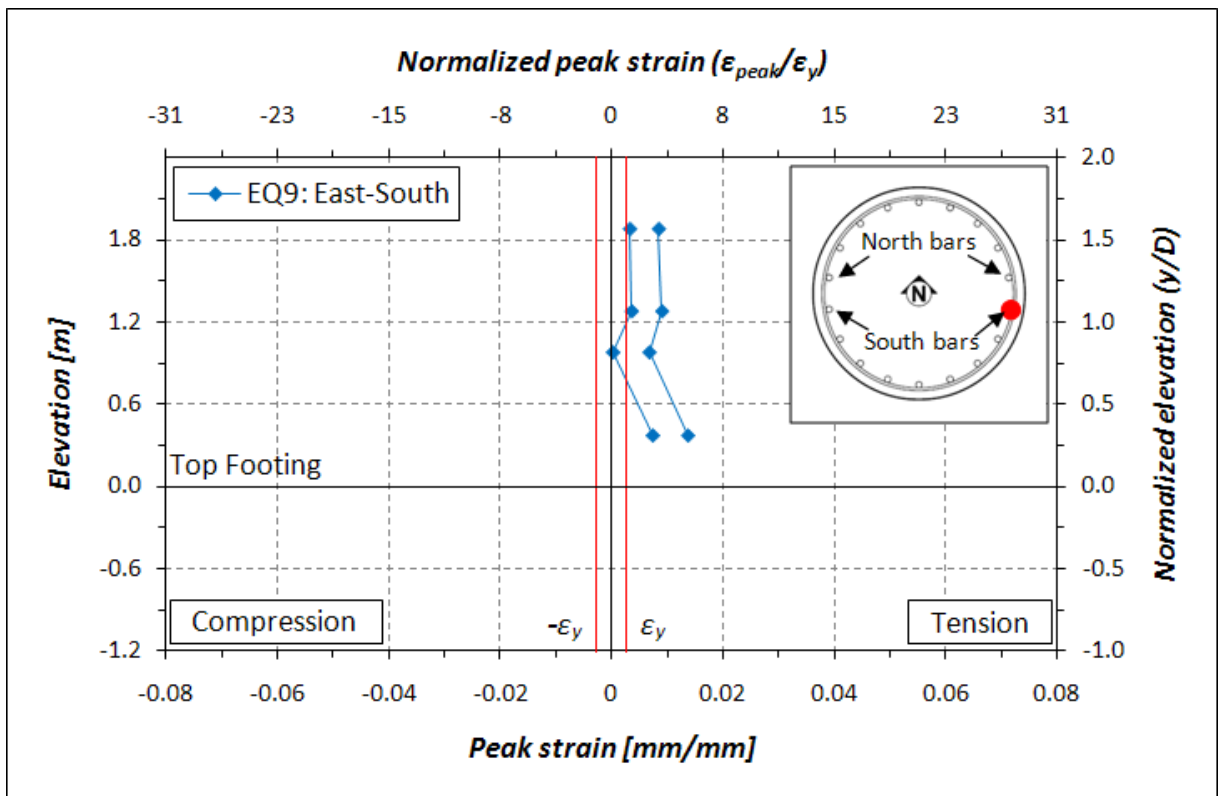 Normalized peak strain (εpeak/εy)
-31 -23 -15 -8 0 8 15 23 31
EQ9: East-South
North bars
N
South bars
Elevation [m]
1.8
1.2
0.6
0.0
-0.6
-1.2
Top Footing
Compression
-εy
εy
Tension
2.0
1.5
1.0
0.5
0.0
-0.5
-1.0
Normalized elevation (y/D)
-0.08 -0.06 -0.04 -0.02 0 0.02 0.04 0.06 0.08
Peak strain [mm/mm]